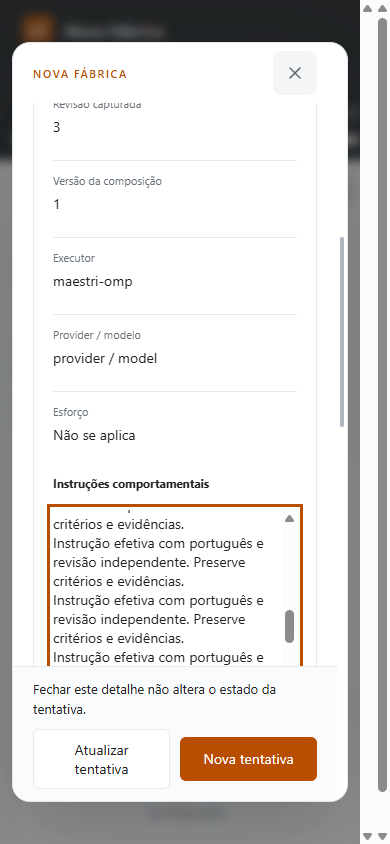 NOVA FÁBRICA
Revisão capturada
3
Versão da composição
1
Executor
maestri-omp
Provider / modelo
provider / model
Esforço
Não se aplica
Instruções comportamentais
critérios e evidências.
Instrução efetiva com português e
revisão independente. Preserve
critérios e evidências.
Instrução efetiva com português e
revisão independente. Preserve
critérios e evidências.
Instrução efetiva com português e
Fechar este detalhe não altera o estado da
tentativa.
Atualizar
tentativa
Nova tentativa